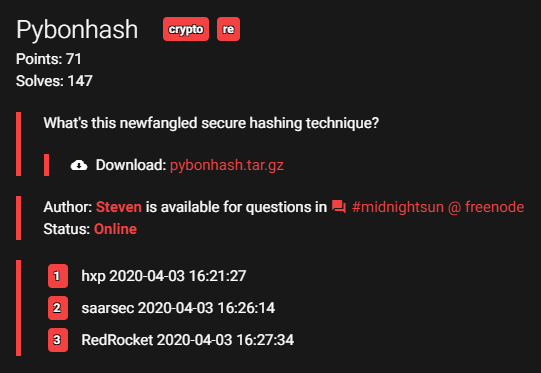 Pybonhash crypto re
Points: 71
Solves: 147
What's this newfangled secure hashing technique?
Download: pybonhash.tar.gz
Author: Steven is available for questions in #midnightsun @ freenode
Status: Online
1 hxp 2020-04-03 16:21:27
2 saarsec 2020-04-03 16:26:14
3 RedRocket 2020-04-03 16:27:34